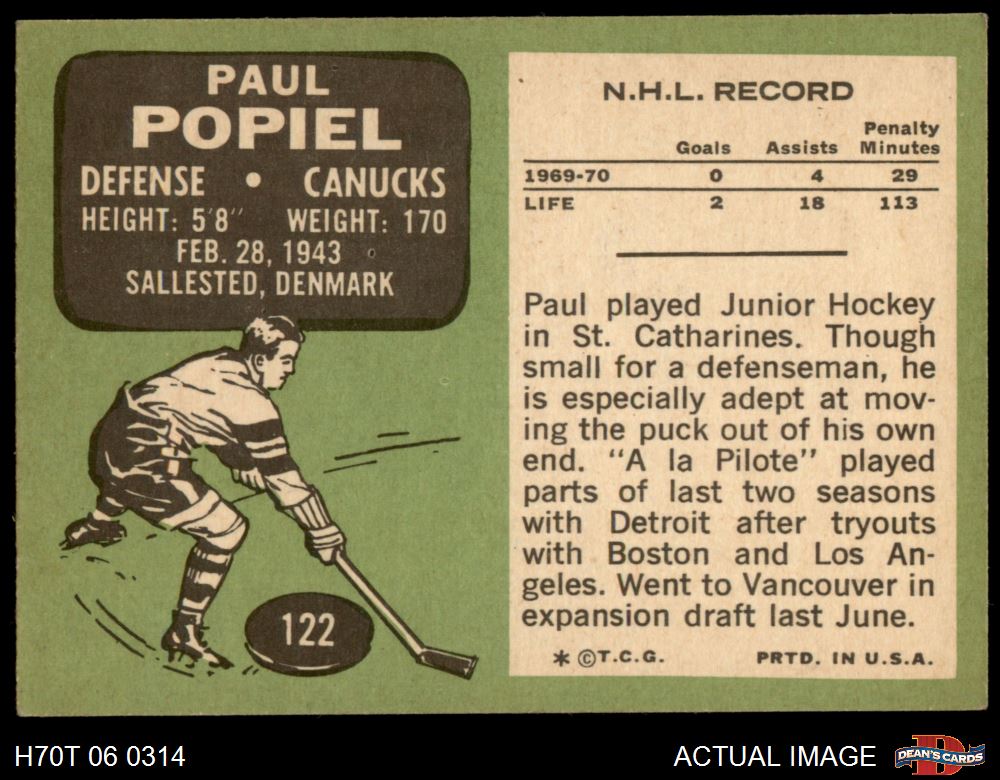 PAUL
POPIEL
DEFENSE • CANUCKS
HEIGHT: 5'8" WEIGHT: 170
FEB. 28, 1943
SALLESTED, DENMARK
122
N.H.L. RECORD
Goals Assists Penalty Minutes
1969-70 0 4 29
LIFE 2 18 113
Paul played Junior Hockey
in St. Catharines. Though
small for a defenseman, he
is especially adept at mov-
ing the puck out of his own
end. "A la Pilote" played
parts of last two seasons
with Detroit after tryouts
with Boston and Los An-
geles. Went to Vancouver in
expansion draft last June.
* © T.C.G. PRTD. IN U.S.A.
H70T 06 0314
ACTUAL IMAGE
D
DEAN'S CARDS